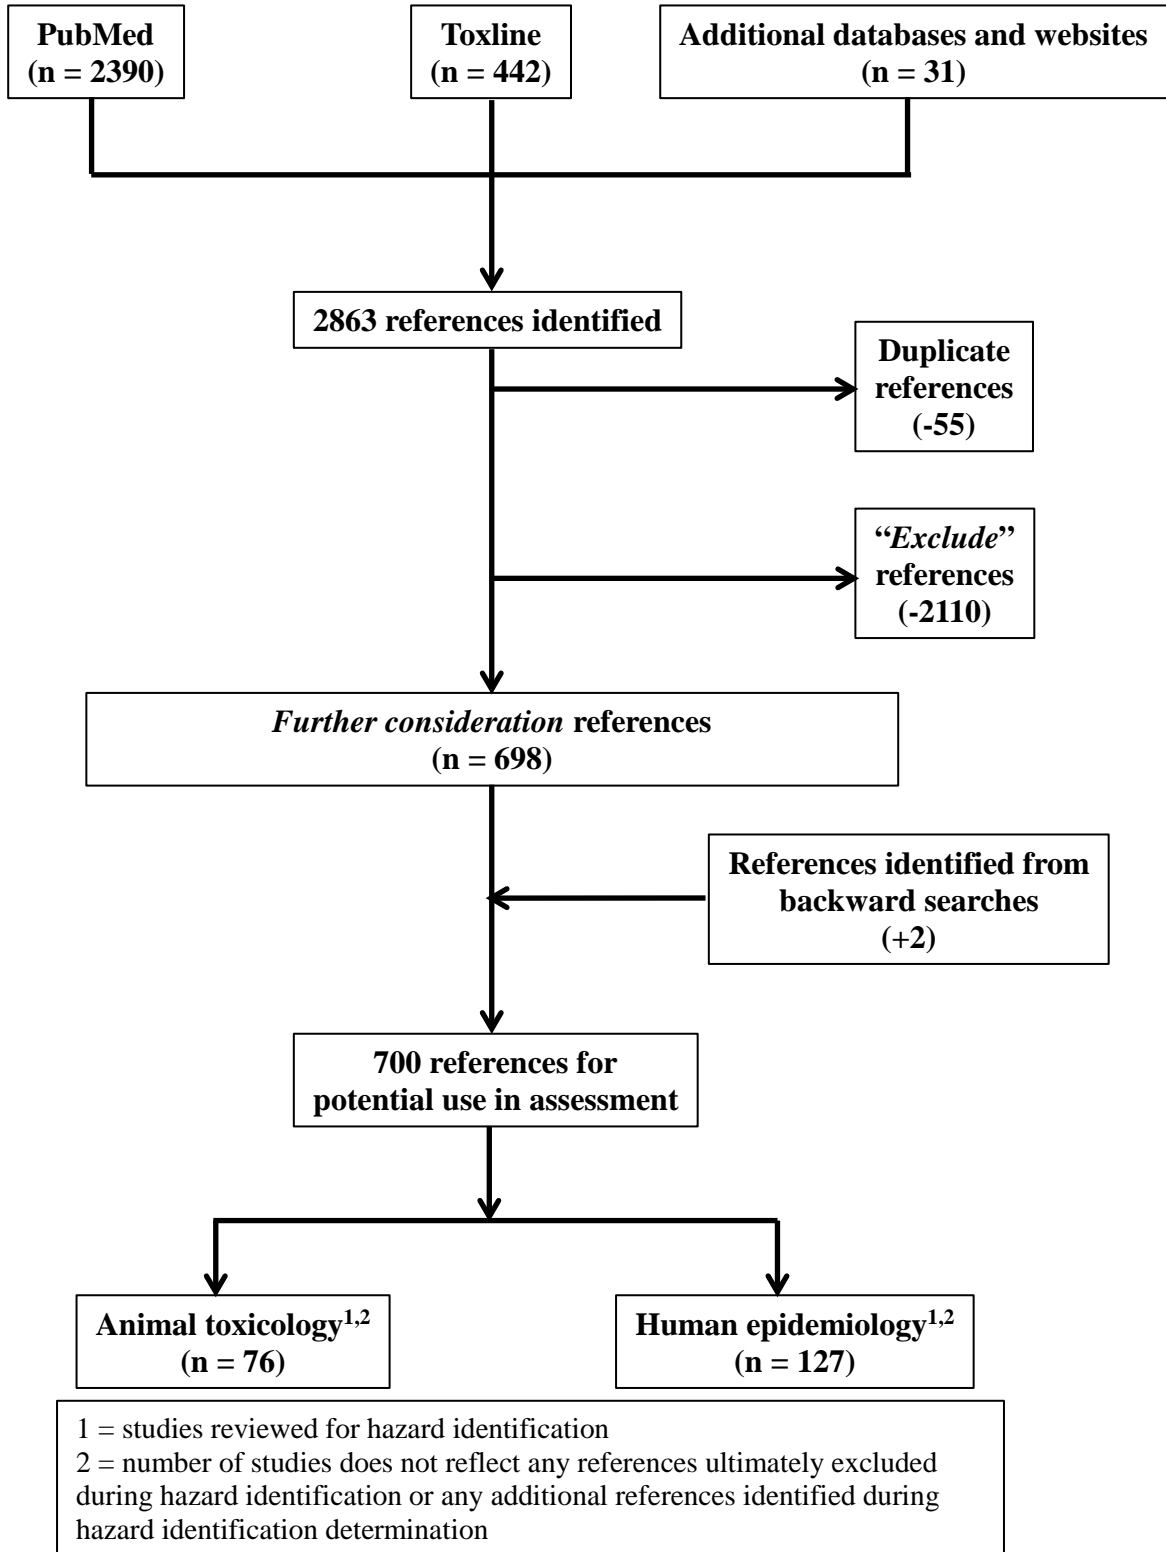 PubMed
(n = 2390)
Toxline
(n = 442)
Additional databases and websites
(n = 31)
2863 references identified
Duplicate
references
(-55)
“Exclude”
references
(-2110)
Further consideration references
(n = 698)
References identified from
backward searches
(+2)
700 references for
potential use in assessment
Animal toxicology1,2
(n = 76)
Human epidemiology1,2
(n = 127)
1 = studies reviewed for hazard identification
2 = number of studies does not reflect any references ultimately excluded
during hazard identification or any additional references identified during
hazard identification determination